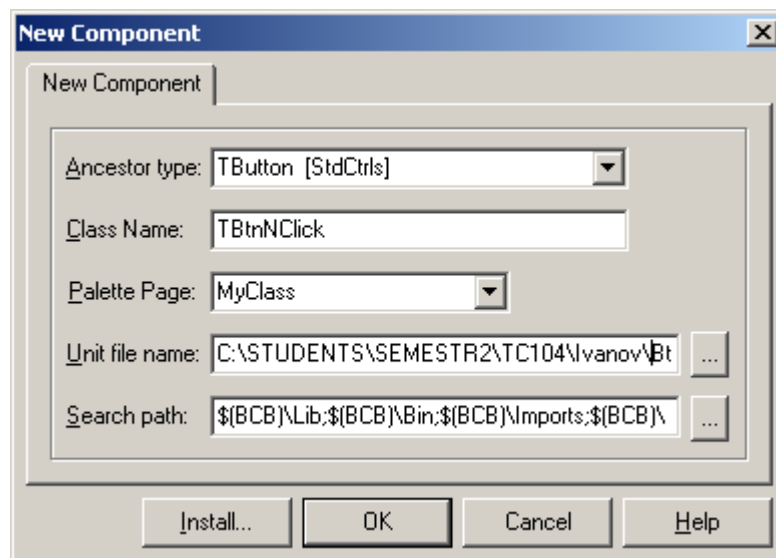 New Component
New Component
Ancestor type: TButton [StdCtrls]
Class Name: TBtnNClick
Palette Page: MyClass
Unit file name: C:\STUDENTS\SEMESTR2\TC104\Ivanov\Bt ...
Search path: $(BCB)\Lib;$(BCB)\Bin;$(BCB)\Imports;$(BCB)\ ...
Install... OK Cancel Help